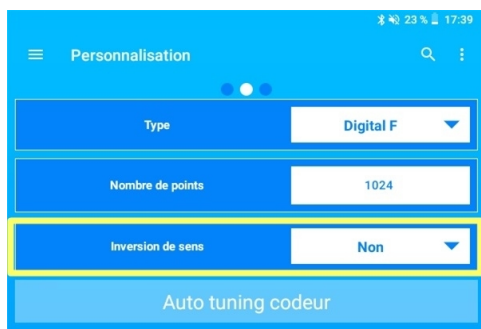 23 % 17:39
Personnalisation
Type Digital F
Nombre de points 1024
Inversion de sens Non
Auto tuning codeur